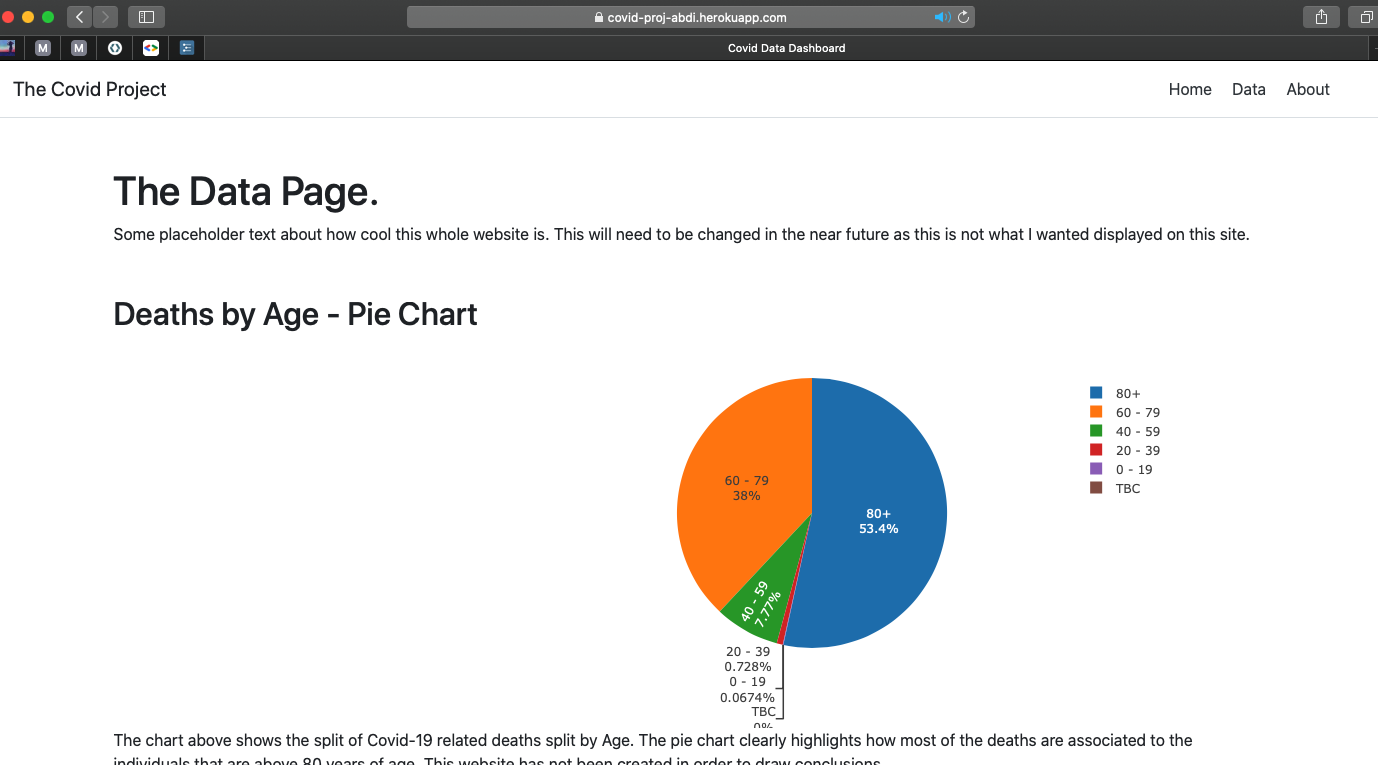 covid-proj-abdi.herokuapp.com
M
M
Covid Data Dashboard
The Covid Project
Home
Data
About
The Data Page.
Some placeholder text about how cool this whole website is. This will need to be changed in the near future as this is not what I wanted displayed on this site.
Deaths by Age - Pie Chart
80+
53.4%
60 - 79
38%
40 - 59
7.77%
20 - 39
0.728%
0 - 19
0.0674%
TBC
0%
80+
60 - 79
40 - 59
20 - 39
0 - 19
TBC
The chart above shows the split of Covid-19 related deaths split by Age. The pie chart clearly highlights how most of the deaths are associated to the
individuals that are above 80 years of age. This website has not been created in order to draw conclusions